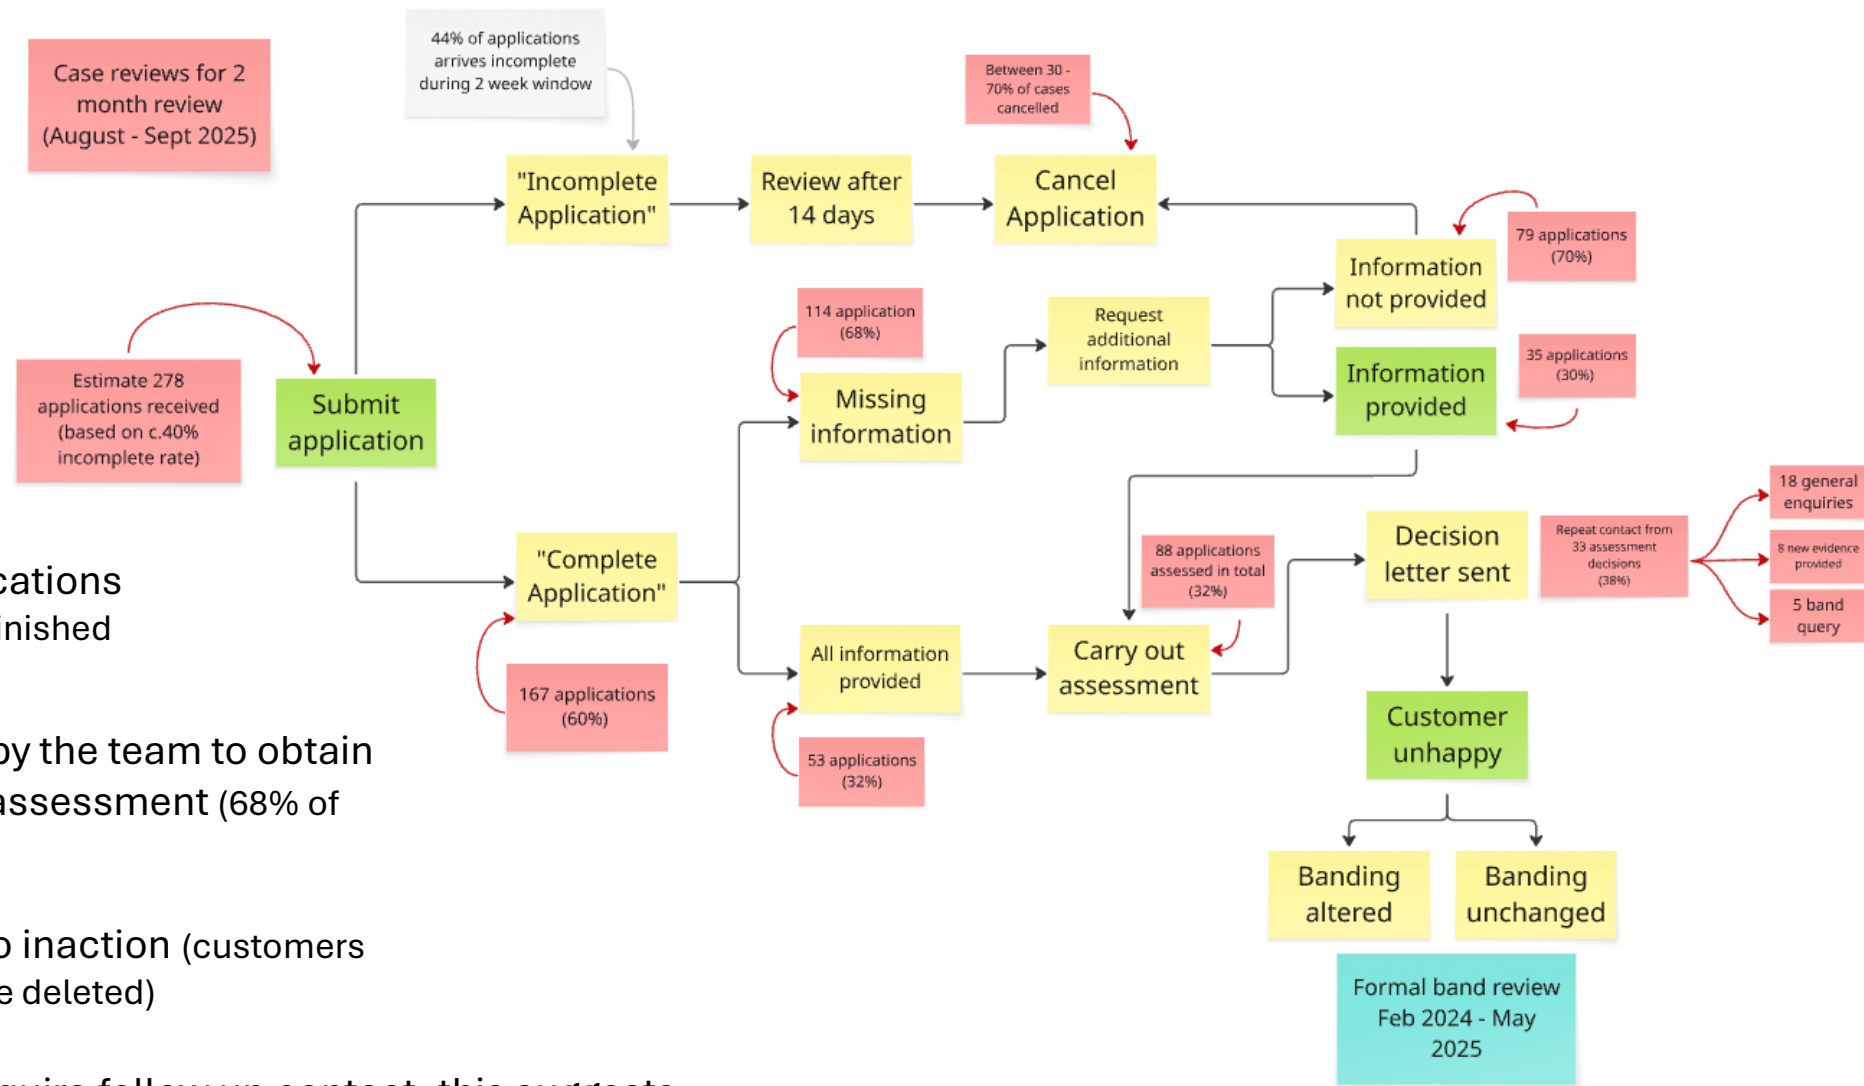 Case reviews for 2
month review
(August - Sept 2025)
44% of applications
arrives incomplete
during 2 week window
Between 30 -
70% of cases
cancelled
"Incomplete
Application"
Review after
14 days
Cancel
Application
79 applications
(70%)
Information
not provided
114 application
(68%)
Request
additional
information
35 applications
(30%)
Information
provided
Estimate 278
applications received
(based on c.40%
incomplete rate)
Submit
application
Missing
information
18 general
enquiries
8 new evidence
provided
5 band
query
Repeat contact from
33 assessment
decisions
(38%)
Decision
letter sent
88 applications
assessed in total
(32%)
"Complete
Application"
167 applications
(60%)
All information
provided
53 applications
(32%)
Carry out
assessment
Customer
unhappy
Banding
altered
Banding
unchanged
Formal band review
Feb 2024 - May
2025
cations
inished
by the team to obtain
assessment (68% of
o inaction (customers
e deleted)
quire follow up contact, this suggests